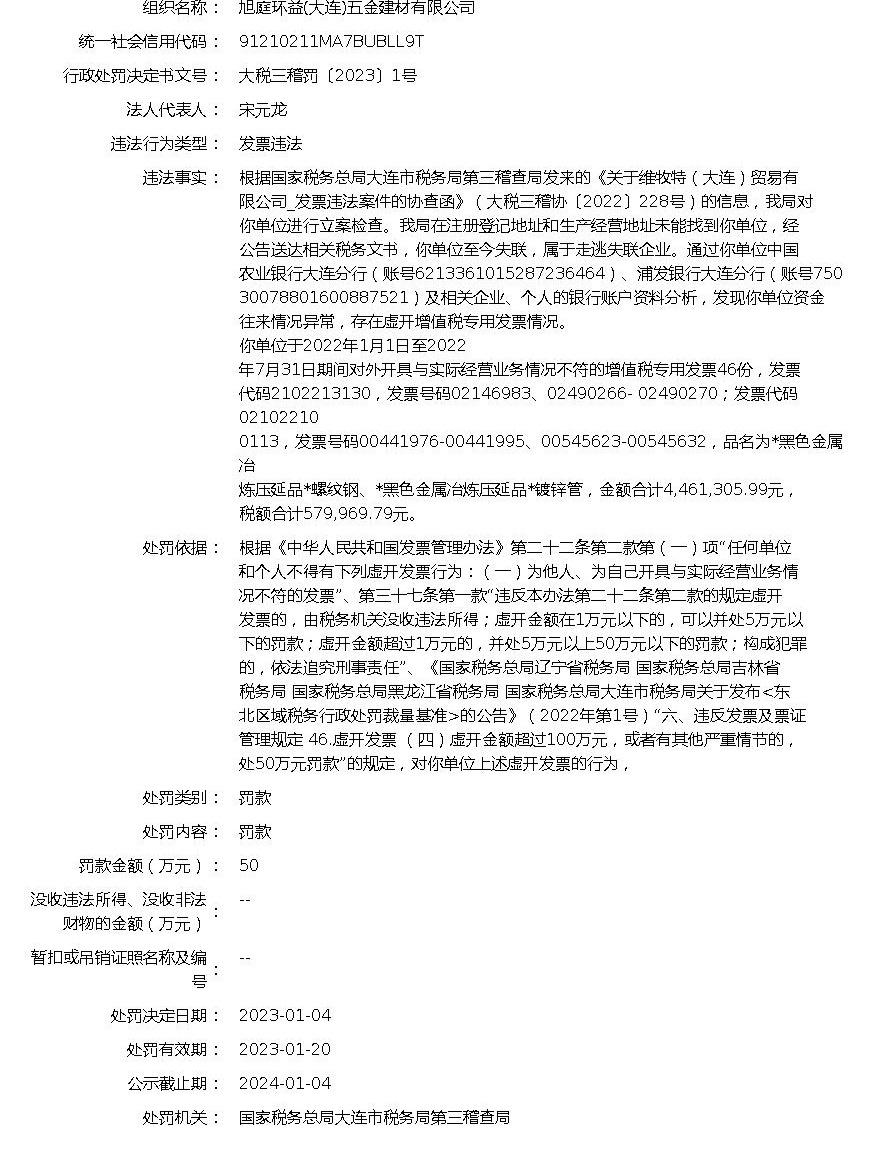 组织名称： 旭庭环益(大连)五金建材有限公司
统一社会信用代码： 91210211MA7BUBLL9T
行政处罚决定书文号： 大税三稽罚〔2023〕1号
法人代表人： 宋元龙
违法行为类型： 发票违法
违法事实： 根据国家税务总局大连市税务局第三稽查局发来的《关于维牧特（大连）贸易有
限公司_发票违法案件的协查函》（大税三稽协〔2022〕228号）的信息，我局对
你单位进行立案检查。我局在注册登记地址和生产经营地址未能找到你单位，经
公告送达相关税务文书，你单位至今失联，属于走逃失联企业。通过你单位中国
农业银行大连分行（账号6213361015287236464）、浦发银行大连分行（账号750
30078801600887521）及相关企业、个人的银行账户资料分析，发现你单位资金
往来情况异常，存在虚开增值税专用发票情况。
你单位于2022年1月1日至2022
年7月31日期间对外开具与实际经营业务情况不符的增值税专用发票46份，发票
代码2102213130，发票号码02146983、02490266- 02490270；发票代码
02102210
0113，发票号码00441976-00441995、00545623-00545632，品名为*黑色金属
冶
炼压延品*螺纹钢、*黑色金属冶炼压延品*镀锌管，金额合计4,461,305.99元，
税额合计579,969.79元。
处罚依据： 根据《中华人民共和国发票管理办法》第二十二条第二款第（一）项“任何单位
和个人不得有下列虚开发票行为：（一）为他人、为自己开具与实际经营业务情
况不符的发票”、第三十七条第一款“违反本办法第二十二条第二款的规定虚开
发票的，由税务机关没收违法所得；虚开金额在1万元以下的，可以并处5万元以
下的罚款；虚开金额超过1万元的，并处5万元以上50万元以下的罚款；构成犯罪
的，依法追究刑事责任”、《国家税务总局辽宁省税务局 国家税务总局吉林省
税务局 国家税务总局黑龙江省税务局 国家税务总局大连市税务局关于发布<东
北区域税务行政处罚裁量基准>的公告》（2022年第1号）“六、违反发票及票证
管理规定 46.虚开发票 （四）虚开金额超过100万元，或者有其他严重情节的，
处50万元罚款”的规定，对你单位上述虚开发票的行为，
处罚类别： 罚款
处罚内容： 罚款
罚款金额（万元）： 50
没收违法所得、没收非法
财物的金额（万元）： --
暂扣或吊销证照名称及编
号： --
处罚决定日期： 2023-01-04
处罚有效期： 2023-01-20
公示截止期： 2024-01-04
处罚机关： 国家税务总局大连市税务局第三稽查局